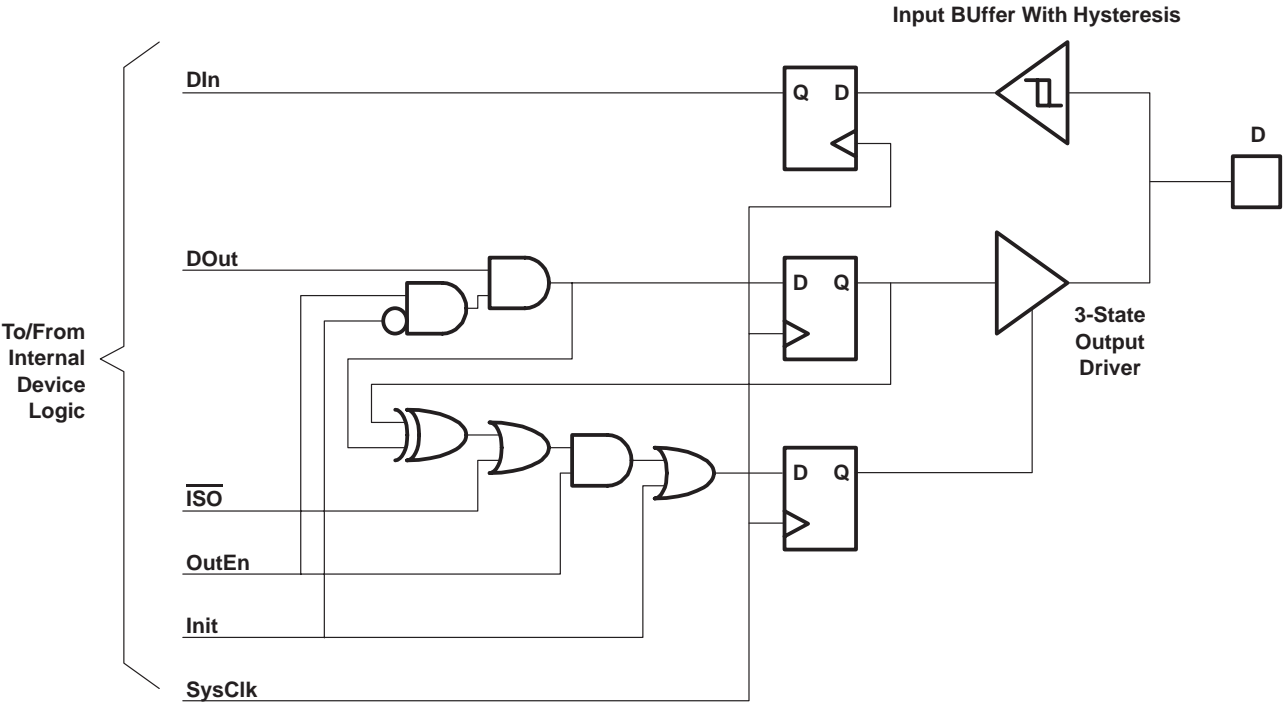 Input BUffer With Hysteresis
DIn
Q D
D
DOut
D Q
3-State
Output
Driver
To/From
Internal
Device
Logic
D Q
ISO
OutEn
Init
SysClk